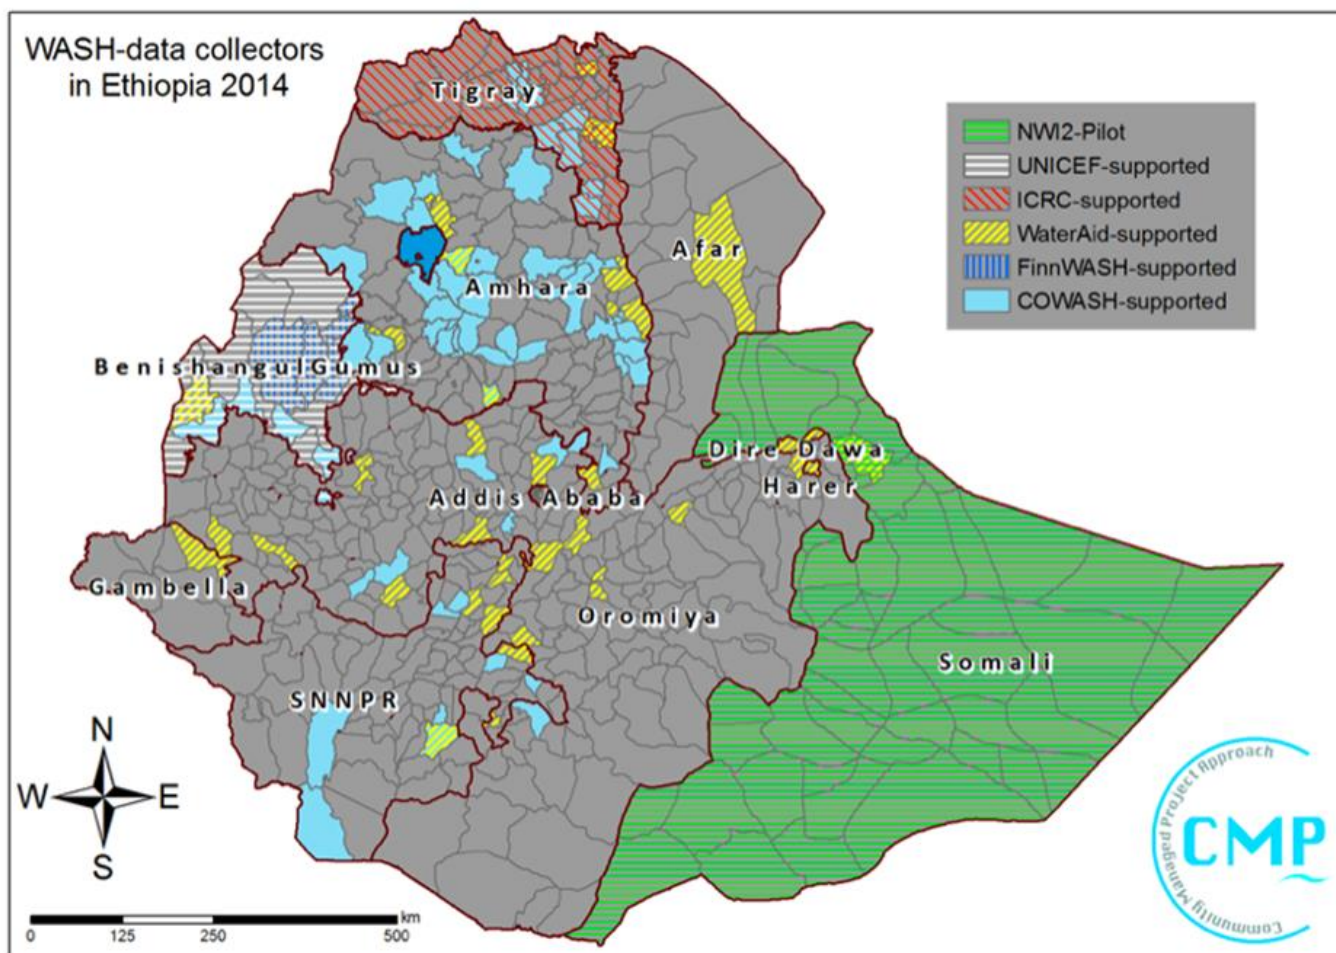 WASH-data collectors
in Ethiopia 2014
Tigray
NWI2-Pilot
UNICEF-supported
ICRC-supported
WaterAid-supported
FinnWASH-supported
COWASH-supported
Afar
Amhara
BenishangulGumus
Dire Dawa
Harer
Addis Ababa
Gambella
Oromiya
Somali
SNNPR
N
W
E
S
0 125 250 500
km
Community Managed Project Approach
CMP